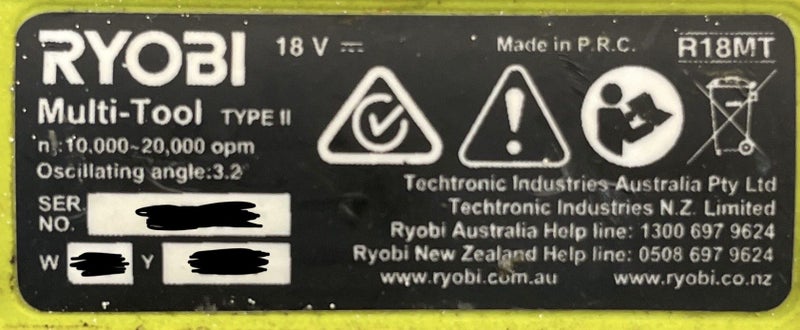 RYOBI 18 V ⎓ Made in P.R.C. R18MT
Multi-Tool TYPE II
n :10,000~20,000 opm
Oscillating angle:3.2
SER. NO.
W Y
Techtronic Industries Australia Pty Ltd
Techtronic Industries N.Z. Limited
Ryobi Australia Help line: 1300 697 9624
Ryobi New Zealand Help line: 0508 697 9624
www.ryobi.com.au www.ryobi.co.nz